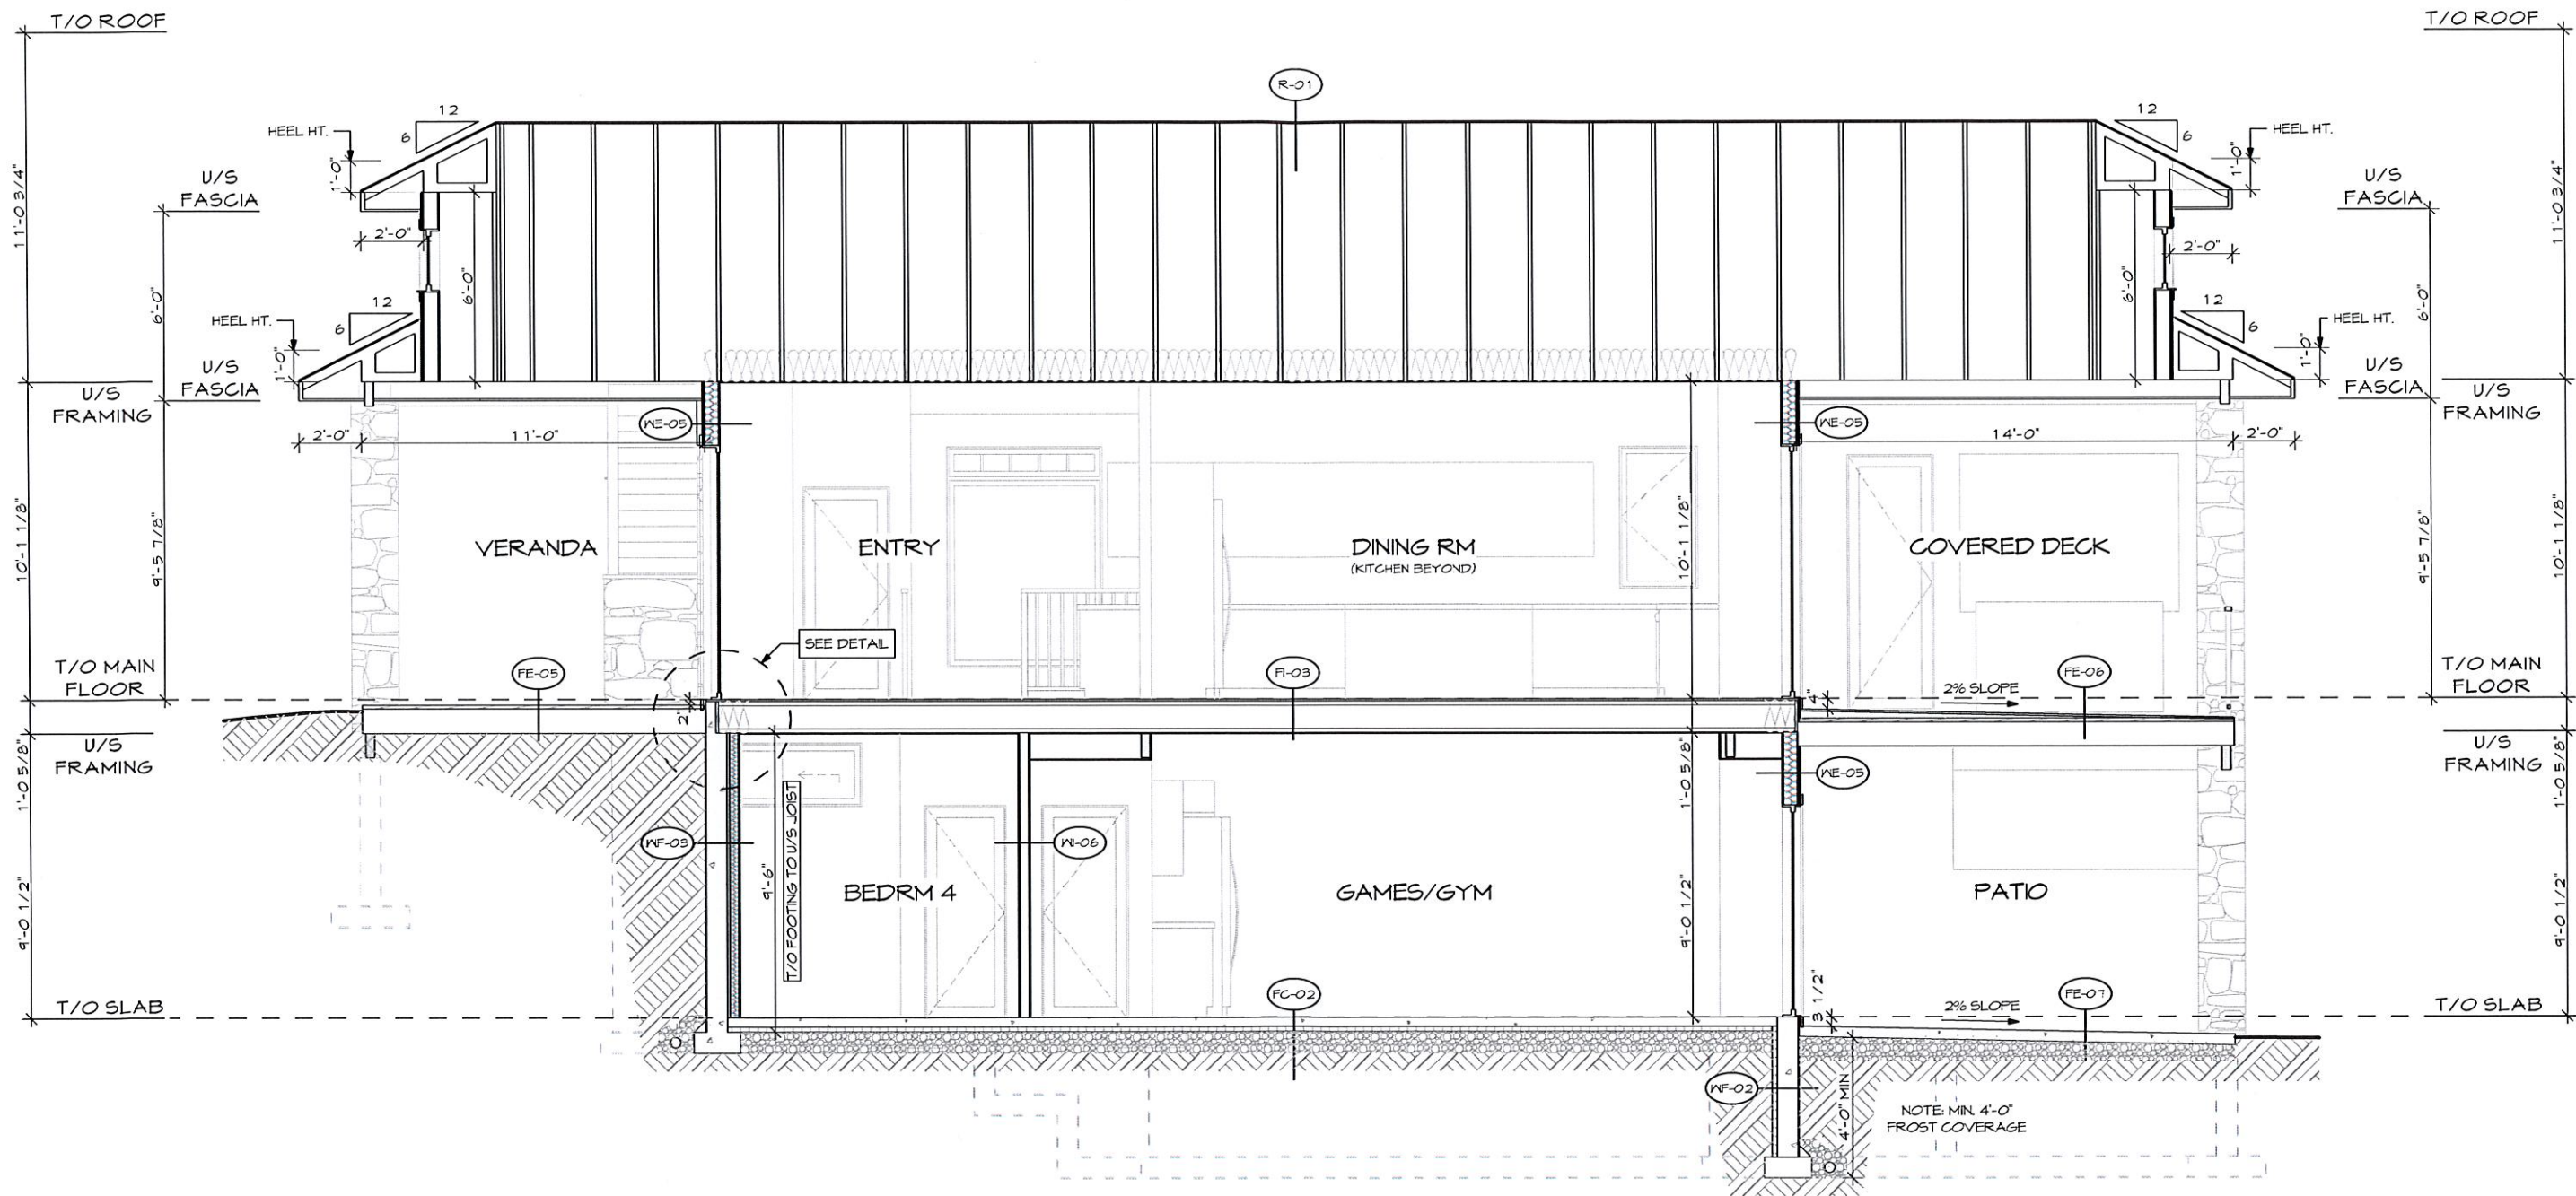 T/O ROOF
T/O ROOF
R-01
12
6
HEEL HT.
1'-0"
12
6
HEEL HT.
1'-0"
U/S
FASCIA
U/S
FASCIA
11'-0 3/4"
11'-0 3/4"
2'-0"
2'-0"
6'-0"
6'-0"
6'-0"
6'-0"
12
6
HEEL HT.
1'-0"
12
6
HEEL HT.
1'-0"
U/S
FASCIA
U/S
FASCIA
U/S
FRAMING
U/S
FRAMING
WE-05
WE-05
2'-0"
11'-0"
14'-0"
2'-0"
10'-1 1/8"
9'-5 7/8"
10'-1 1/8"
9'-5 7/8"
10'-1 1/8"
VERANDA
ENTRY
DINING RM
(KITCHEN BEYOND)
COVERED DECK
SEE DETAIL
T/O MAIN
FLOOR
T/O MAIN
FLOOR
FE-05
FI-03
FE-06
2% SLOPE
2"
4"
U/S
FRAMING
U/S
FRAMING
1'-0 5/8"
1'-0 5/8"
1'-0 5/8"
WE-05
WF-03
WI-06
T/O FOOTING TO U/S JOIST
9'-6"
BEDRM 4
GAMES/GYM
PATIO
9'-0 1/2"
9'-0 1/2"
9'-0 1/2"
T/O SLAB
T/O SLAB
FC-02
3 1/2"
2% SLOPE
FE-07
WF-02
4'-0" MIN
NOTE: MIN. 4'-0"
FROST COVERAGE